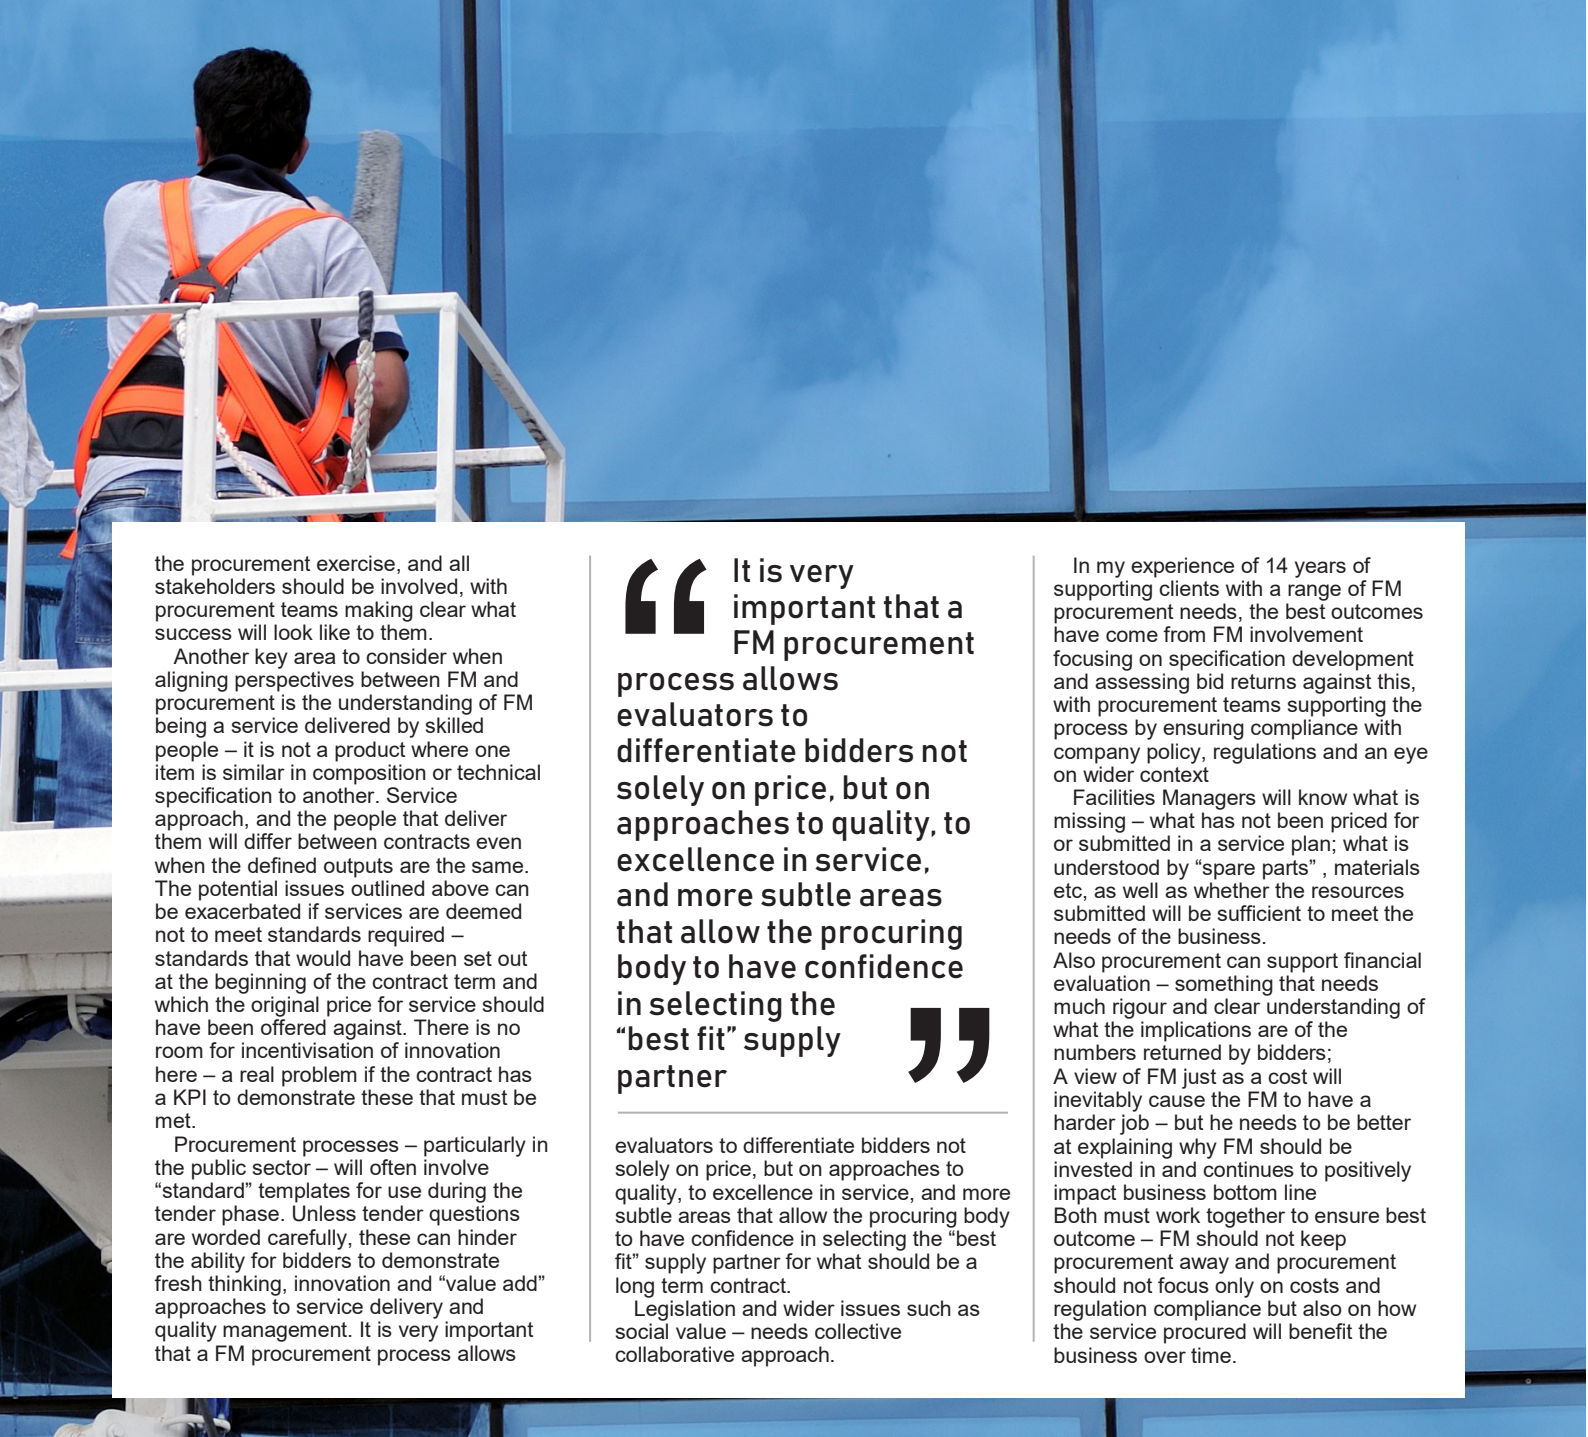 the procurement exercise, and all
stakeholders should be involved, with
procurement teams making clear what
success will look like to them.
Another key area to consider when
aligning perspectives between FM and
procurement is the understanding of FM
being a service delivered by skilled
people – it is not a product where one
item is similar in composition or technical
specification to another. Service
approach, and the people that deliver
them will differ between contracts even
when the defined outputs are the same.
The potential issues outlined above can
be exacerbated if services are deemed
not to meet standards required –
standards that would have been set out
at the beginning of the contract term and
which the original price for service should
have been offered against. There is no
room for incentivisation of innovation
here – a real problem if the contract has
a KPI to demonstrate these that must be
met.
Procurement processes – particularly in
the public sector – will often involve
“standard” templates for use during the
tender phase. Unless tender questions
are worded carefully, these can hinder
the ability for bidders to demonstrate
fresh thinking, innovation and “value add”
approaches to service delivery and
quality management. It is very important
that a FM procurement process allows
“ It is very
important that a
FM procurement
process allows
evaluators to
differentiate bidders not
solely on price, but on
approaches to quality, to
excellence in service,
and more subtle areas
that allow the procuring
body to have confidence
in selecting the
“best fit” supply
partner ”
evaluators to differentiate bidders not
solely on price, but on approaches to
quality, to excellence in service, and more
subtle areas that allow the procuring body
to have confidence in selecting the “best
fit” supply partner for what should be a
long term contract.
Legislation and wider issues such as
social value – needs collective
collaborative approach.
In my experience of 14 years of
supporting clients with a range of FM
procurement needs, the best outcomes
have come from FM involvement
focusing on specification development
and assessing bid returns against this,
with procurement teams supporting the
process by ensuring compliance with
company policy, regulations and an eye
on wider context
Facilities Managers will know what is
missing – what has not been priced for
or submitted in a service plan; what is
understood by “spare parts” , materials
etc, as well as whether the resources
submitted will be sufficient to meet the
needs of the business.
Also procurement can support financial
evaluation – something that needs
much rigour and clear understanding of
what the implications are of the
numbers returned by bidders;
A view of FM just as a cost will
inevitably cause the FM to have a
harder job – but he needs to be better
at explaining why FM should be
invested in and continues to positively
impact business bottom line
Both must work together to ensure best
outcome – FM should not keep
procurement away and procurement
should not focus only on costs and
regulation compliance but also on how
the service procured will benefit the
business over time.